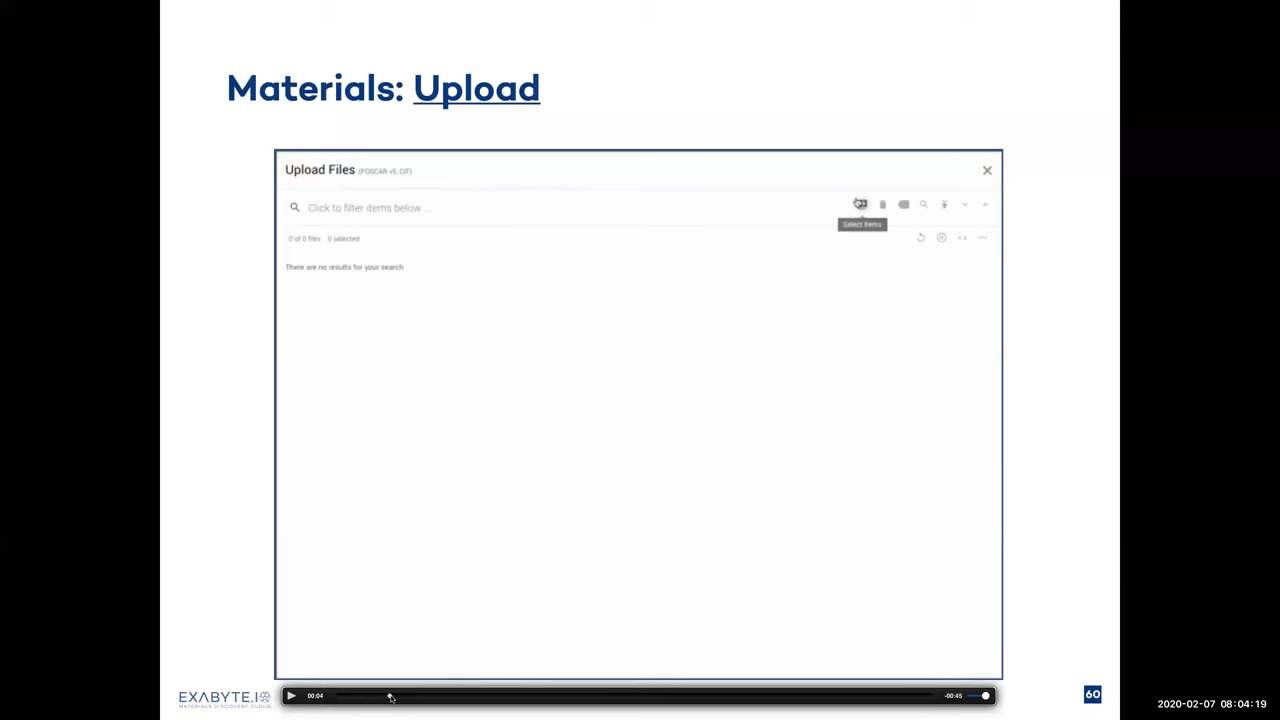 Materials: Upload
Upload Files (POSCAR v5, CIF)
Click to filter items below ...
Select Items
0 of 0 files 0 selected
There are no results for your search
00:04
-00:45
EXABYTE.IO
MATERIALS DISCOVERY CLOUD
60
2020-02-07 08:04:19